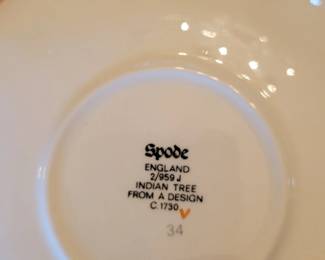 Spode
ENGLAND
2/959 J
INDIAN TREE
FROM A DESIGN
C.1730
34